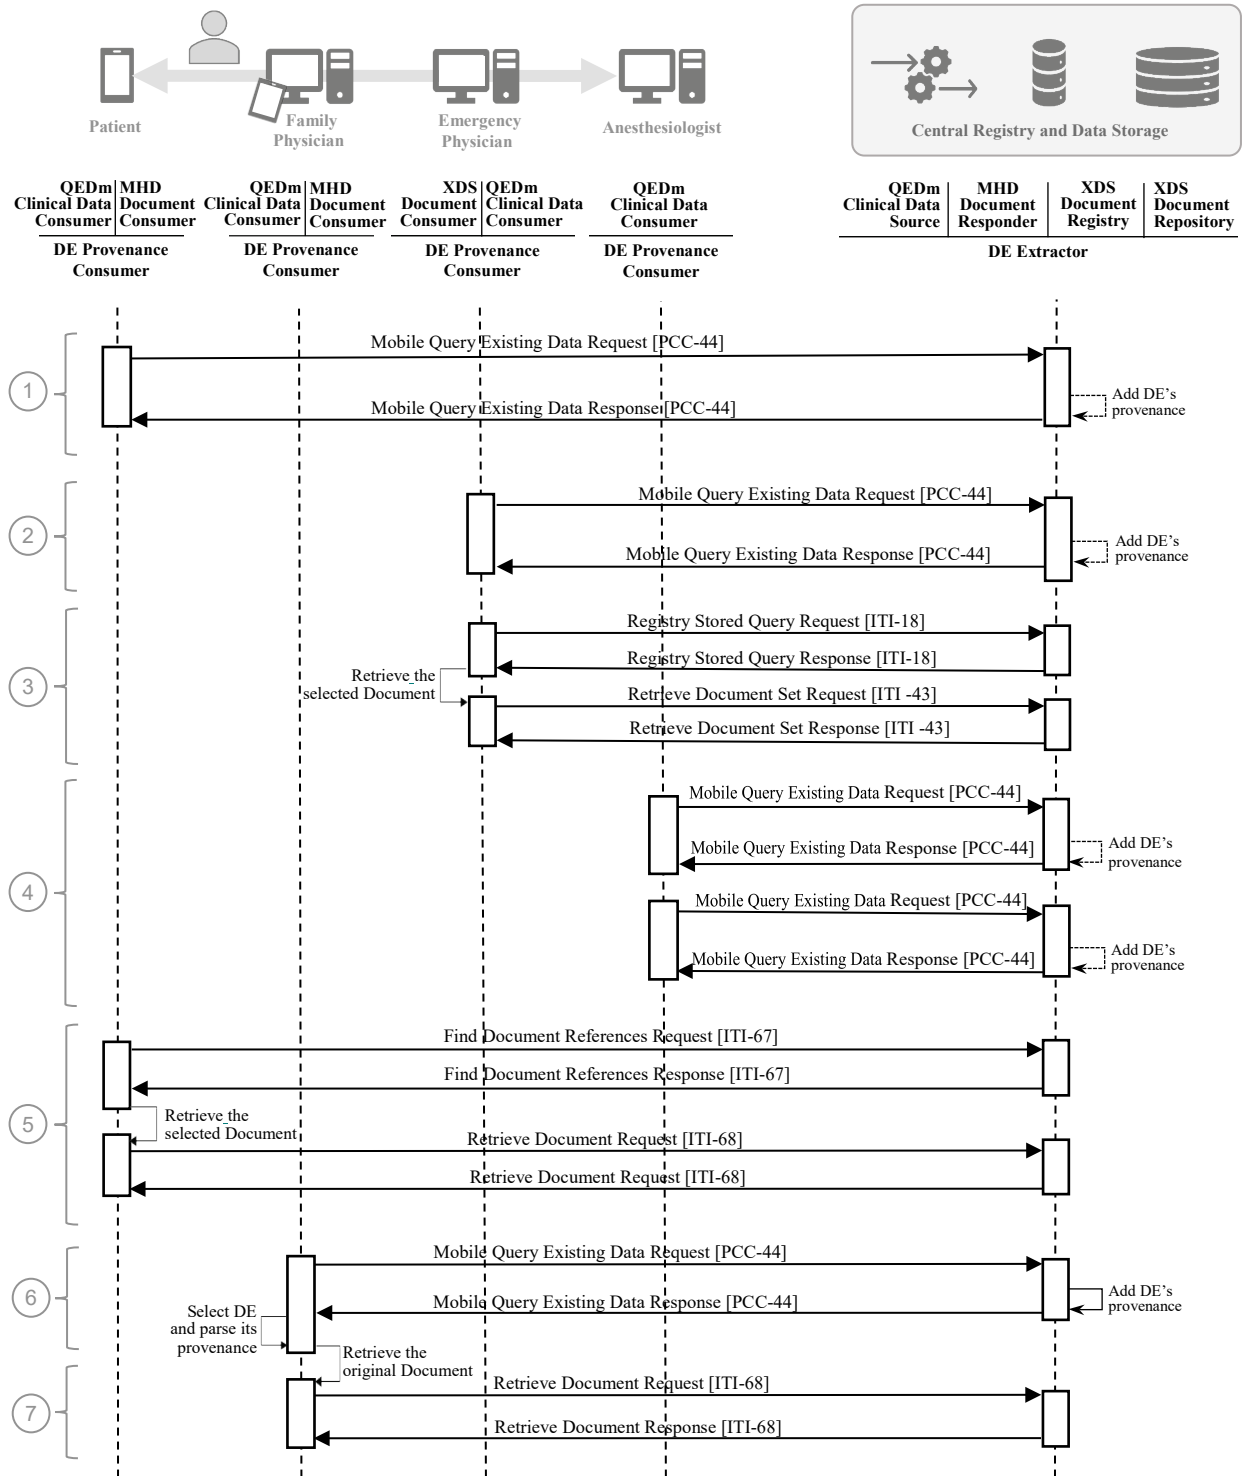 Patient
Family
Physician
Emergency
Physician
Anesthesiologist
Central Registry and Data Storage
QEDm
Clinical Data
Consumer
MHD
Document
Consumer
DE Provenance
Consumer
QEDm
Clinical Data
Consumer
MHD
Document
Consumer
DE Provenance
Consumer
XDS
Document
Consumer
QEDm
Clinical Data
Consumer
DE Provenance
Consumer
QEDm
Clinical Data
Consumer
DE Provenance
Consumer
QEDm
Clinical Data
Source
MHD
Document
Responder
XDS
Document
Registry
XDS
Document
Repository
DE Extractor
1
Mobile Query Existing Data Request [PCC-44]
Mobile Query Existing Data Response [PCC-44]
Add DE's
provenance
2
Mobile Query Existing Data Request [PCC-44]
Mobile Query Existing Data Response [PCC-44]
Add DE's
provenance
3
Registry Stored Query Request [ITI-18]
Registry Stored Query Response [ITI-18]
Retrieve the
selected Document
Retrieve Document Set Request [ITI -43]
Retrieve Document Set Response [ITI -43]
4
Mobile Query Existing Data Request [PCC-44]
Mobile Query Existing Data Response [PCC-44]
Add DE's
provenance
Mobile Query Existing Data Request [PCC-44]
Mobile Query Existing Data Response [PCC-44]
Add DE's
provenance
5
Find Document References Request [ITI-67]
Find Document References Response [ITI-67]
Retrieve the
selected Document
Retrieve Document Request [ITI-68]
Retrieve Document Request [ITI-68]
6
Mobile Query Existing Data Request [PCC-44]
Mobile Query Existing Data Response [PCC-44]
Add DE's
provenance
Select DE
and parse its
provenance
Retrieve the
original Document
7
Retrieve Document Request [ITI-68]
Retrieve Document Response [ITI-68]